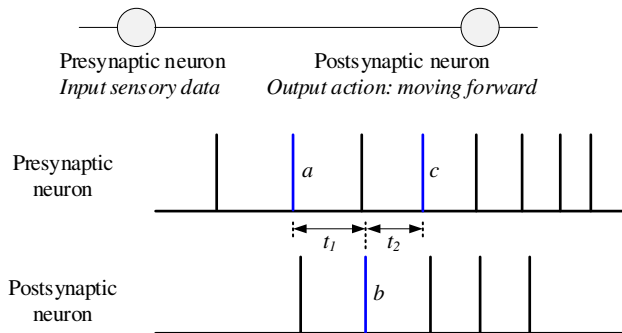 Presynaptic neuron
Input sensory data
Postsynaptic neuron
Output action: moving forward
Presynaptic
neuron
a
c
t1
t2
Postsynaptic
neuron
b